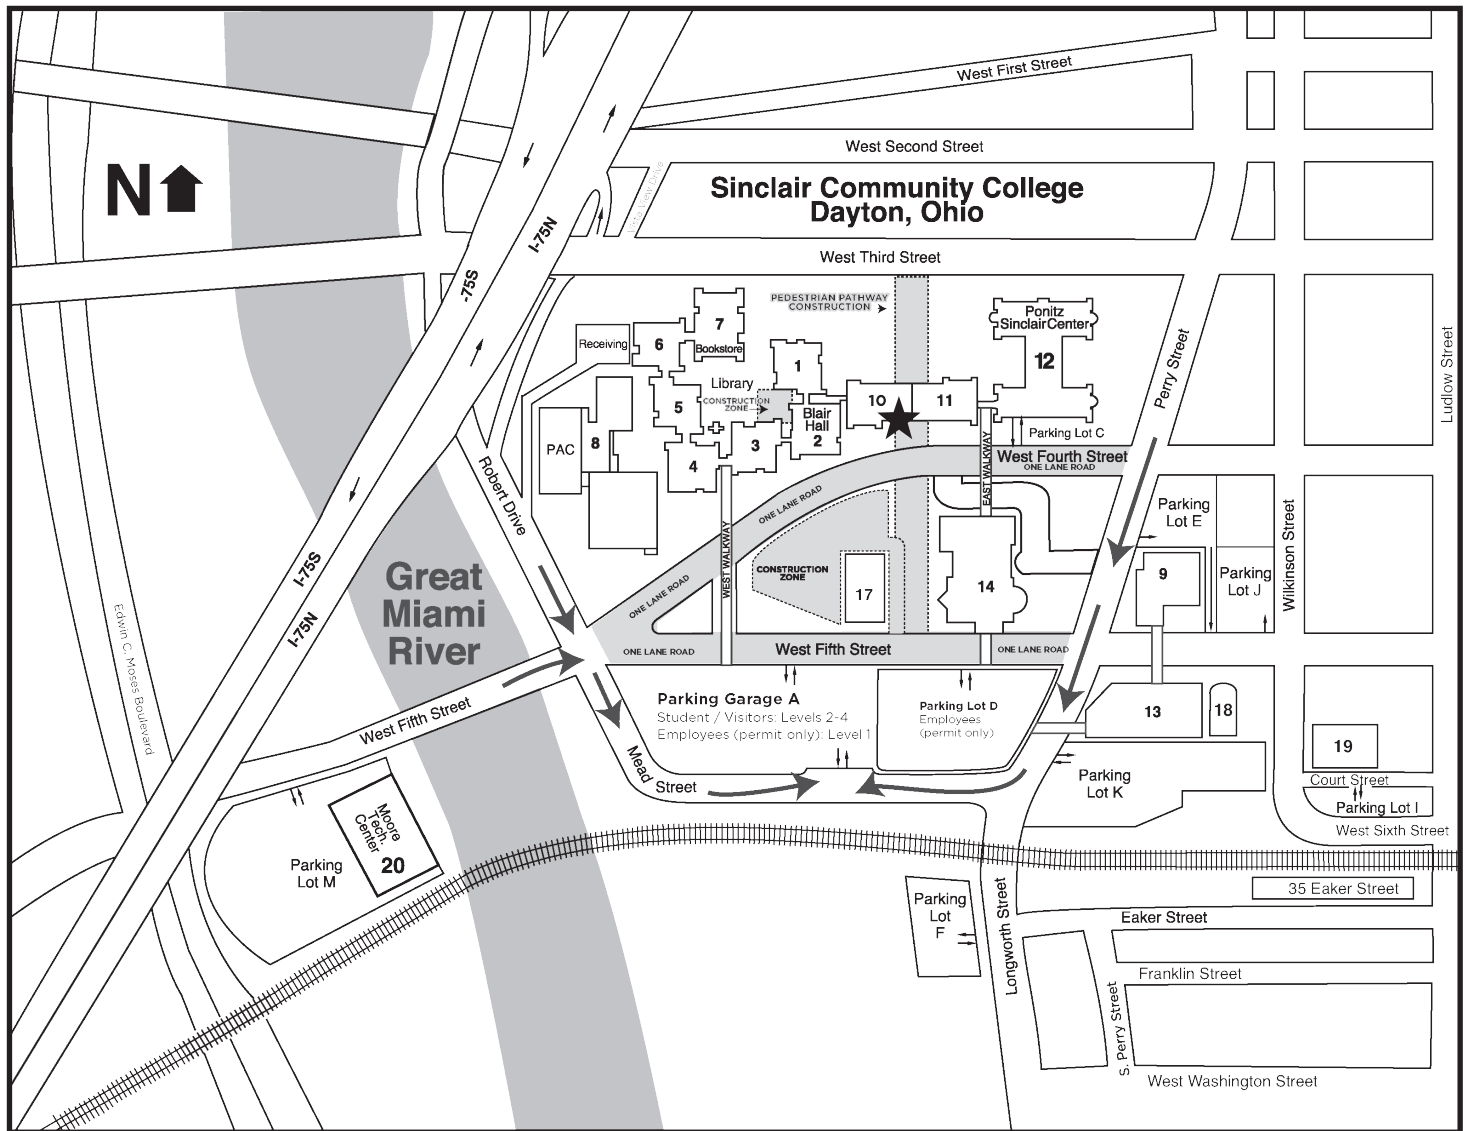 West First Street
West Second Street
N
Vista View Drive
Sinclair Community College
Dayton, Ohio
I-75N
-75S
West Third Street
PEDESTRIAN PATHWAY
CONSTRUCTION
Ponitz
Sinclair Center
12
7
Bookstore
Receiving
6
1
Perry Street
Ludlow Street
Library
CONSTRUCTION
ZONE
5
10
11
Blair
Hall
2
PAC
8
3
4
Parking Lot C
West Fourth Street
ONE LANE ROAD
EAST WALKWAY
Robert Drive
ONE LANE ROAD
Parking
Lot E
Wilkinson Street
WEST WALKWAY
I-75S
I-75N
Great
Miami
River
CONSTRUCTION
ZONE
17
14
9
Parking
Lot J
ONE LANE ROAD
Edwin C. Moses Boulevard
ONE LANE ROAD
West Fifth Street
ONE LANE ROAD
Parking Garage A
Student / Visitors: Levels 2-4
Employees (permit only): Level 1
Parking Lot D
Employees
(permit only)
13
18
West Fifth Street
19
Mead Street
Parking
Lot K
Court Street
Parking Lot I
West Sixth Street
Moore
Tech.
Center
20
Parking
Lot M
35 Eaker Street
Parking
Lot
F
Longworth Street
Eaker Street
Franklin Street
S. Perry Street
West Washington Street